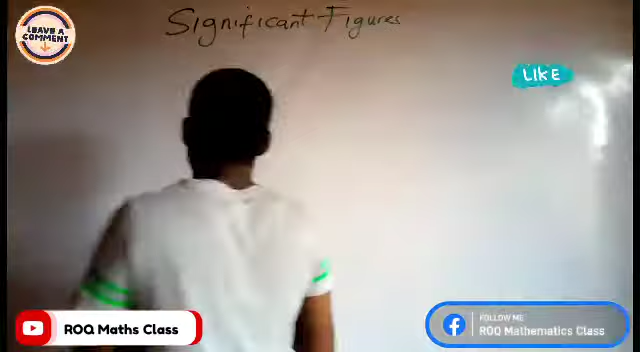 Significant Figures
LEAVE A
COMMENT
LIKE
ROQ Maths Class
FOLLOW ME
ROQ Mathematics Class